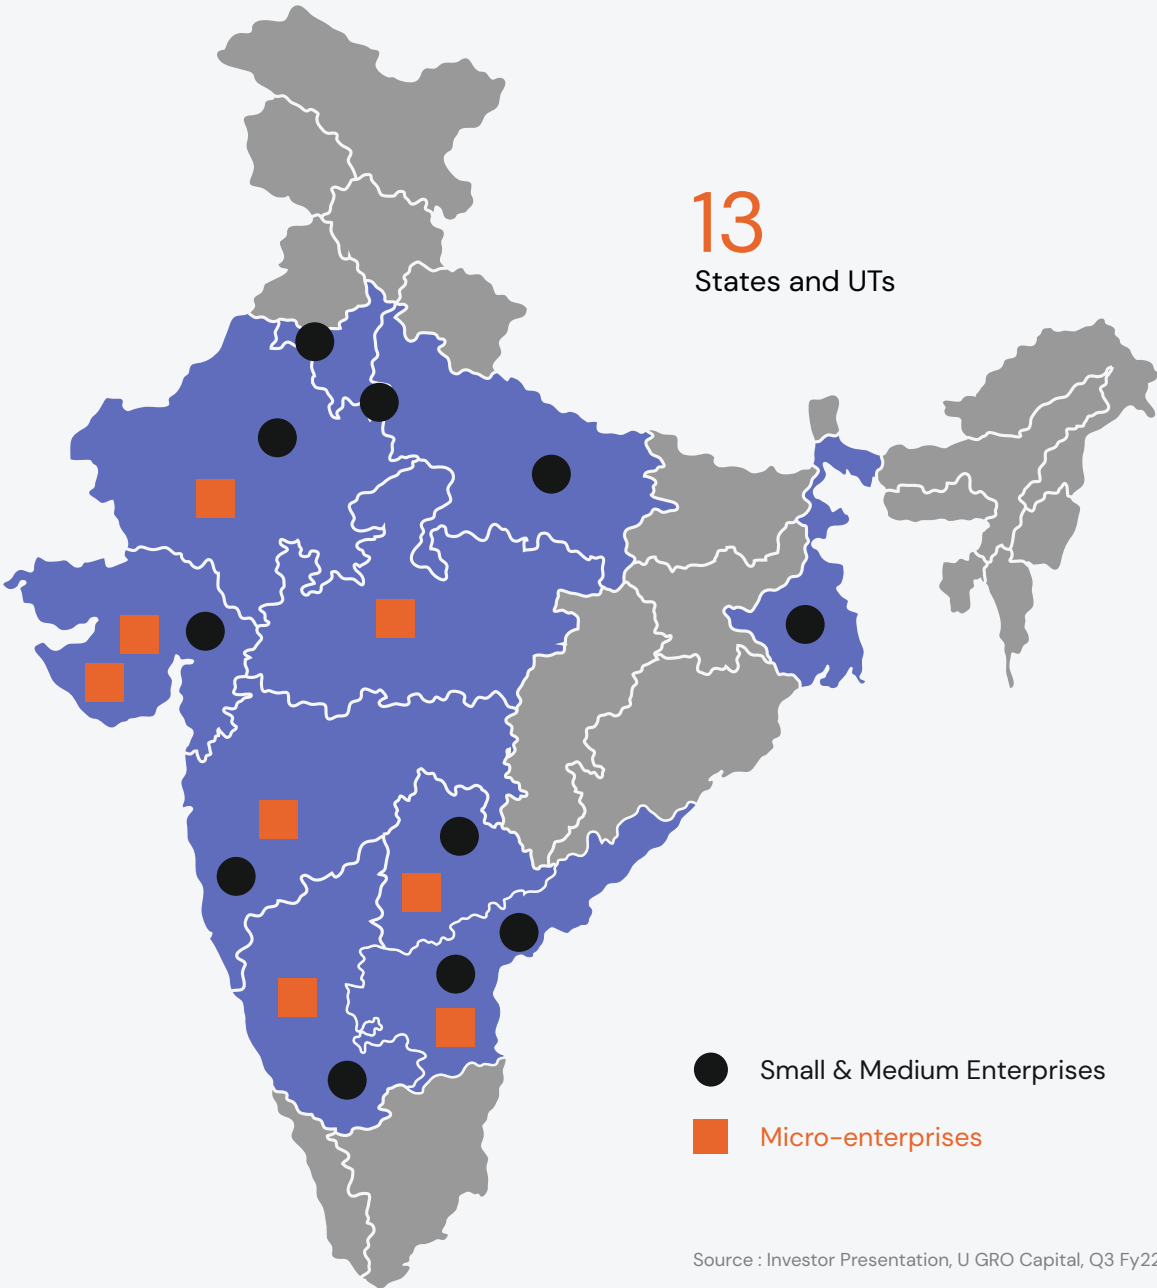 13
States and UTs
Small & Medium Enterprises
Micro-enterprises
Source : Investor Presentation, U GRO Capital, Q3 Fy22